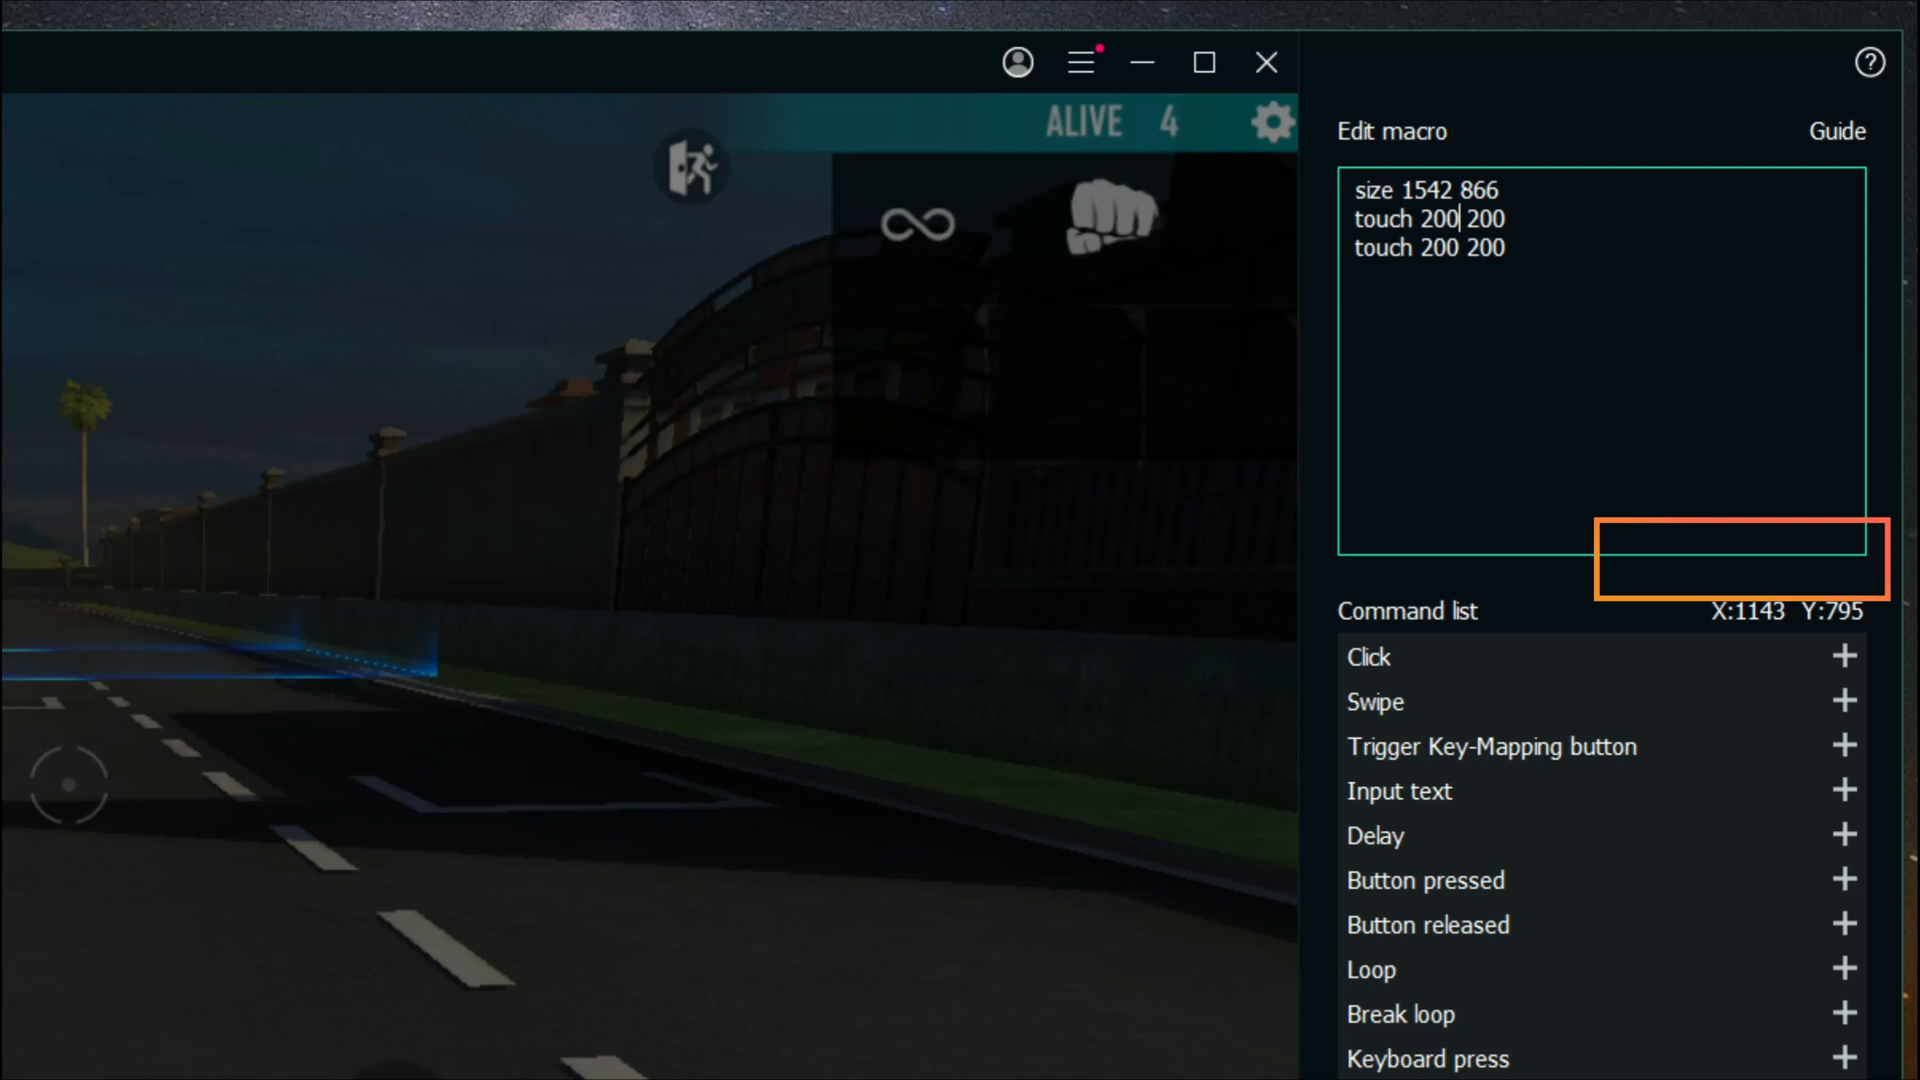 ALIVE 4
Edit macro Guide
size 1542 866
touch 200 200
touch 200 200
Command list X:1143 Y:795
Click
Swipe
Trigger Key-Mapping button
Input text
Delay
Button pressed
Button released
Loop
Break loop
Keyboard press